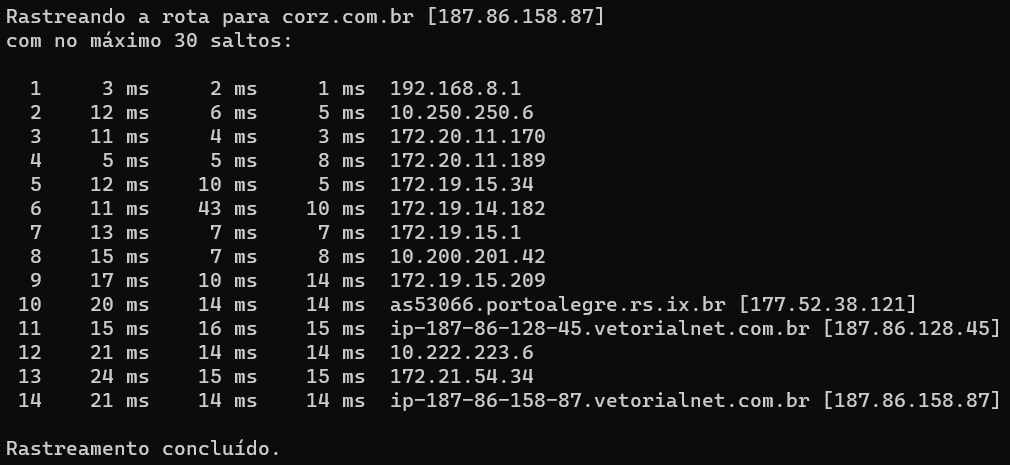 Rastreando a rota para corz.com.br [187.86.158.87]
com no máximo 30 saltos:

  1     3 ms     2 ms     1 ms  192.168.8.1
  2    12 ms     6 ms     5 ms  10.250.250.6
  3    11 ms     4 ms     3 ms  172.20.11.170
  4     5 ms     5 ms     8 ms  172.20.11.189
  5    12 ms    10 ms     5 ms  172.19.15.34
  6    11 ms    43 ms    10 ms  172.19.14.182
  7    13 ms     7 ms     7 ms  172.19.15.1
  8    15 ms     7 ms     8 ms  10.200.201.42
  9    17 ms    10 ms    14 ms  172.19.15.209
 10    20 ms    14 ms    14 ms  as53066.portoalegre.rs.ix.br [177.52.38.121]
 11    15 ms    16 ms    15 ms  ip-187-86-128-45.vetorialnet.com.br [187.86.128.45]
 12    21 ms    14 ms    14 ms  10.222.223.6
 13    24 ms    15 ms    15 ms  172.21.54.34
 14    21 ms    14 ms    14 ms  ip-187-86-158-87.vetorialnet.com.br [187.86.158.87]

Rastreamento concluído.